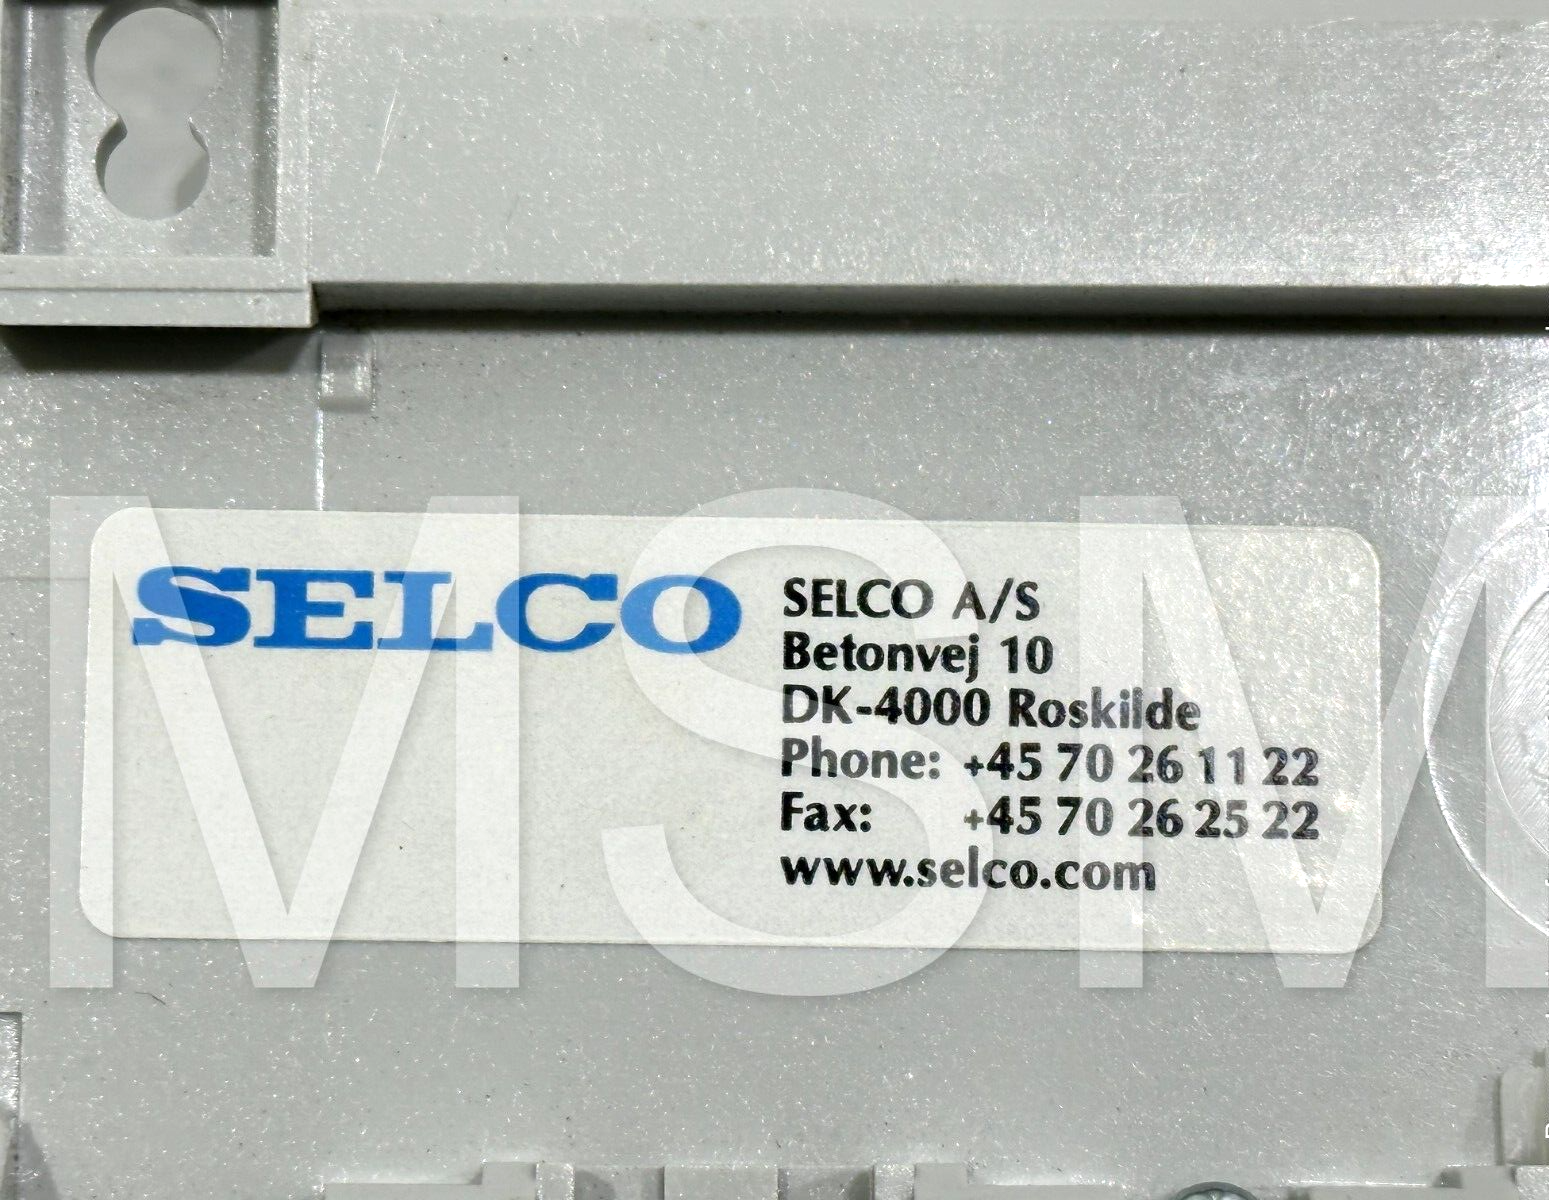 SELCO
SELCO A/S
Betonvej 10
DK-4000 Roskilde
Phone: +45 70 26 11 22
Fax: +45 70 26 25 22
www.selco.com
MSM